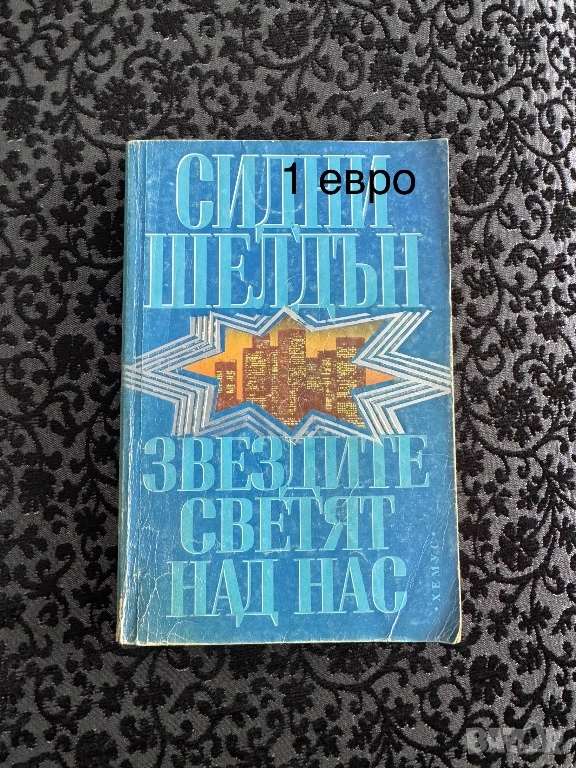 СИДНИ
1 евро
ШЕЛДЪН
ЗВЕЗДИТЕ
СВЕТЯТ
НАД НАС
ХЕМУС